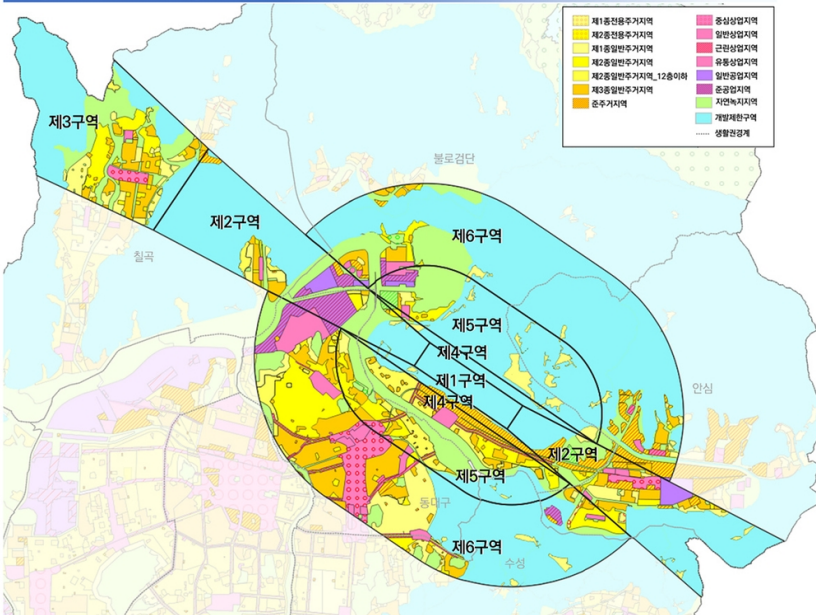 제1종전용주거지역
제2종전용주거지역
제1종일반주거지역
제2종일반주거지역
제2종일반주거지역_12층이하
제3종일반주거지역
준주거지역
중심상업지역
일반상업지역
근린상업지역
유통상업지역
일반공업지역
준공업지역
자연녹지지역
개발제한구역
생활권경계
제3구역
불로검단
제2구역
제6구역
칠곡
제5구역
제4구역
제1구역
제4구역
안심
제2구역
제5구역
동대구
제6구역
수성